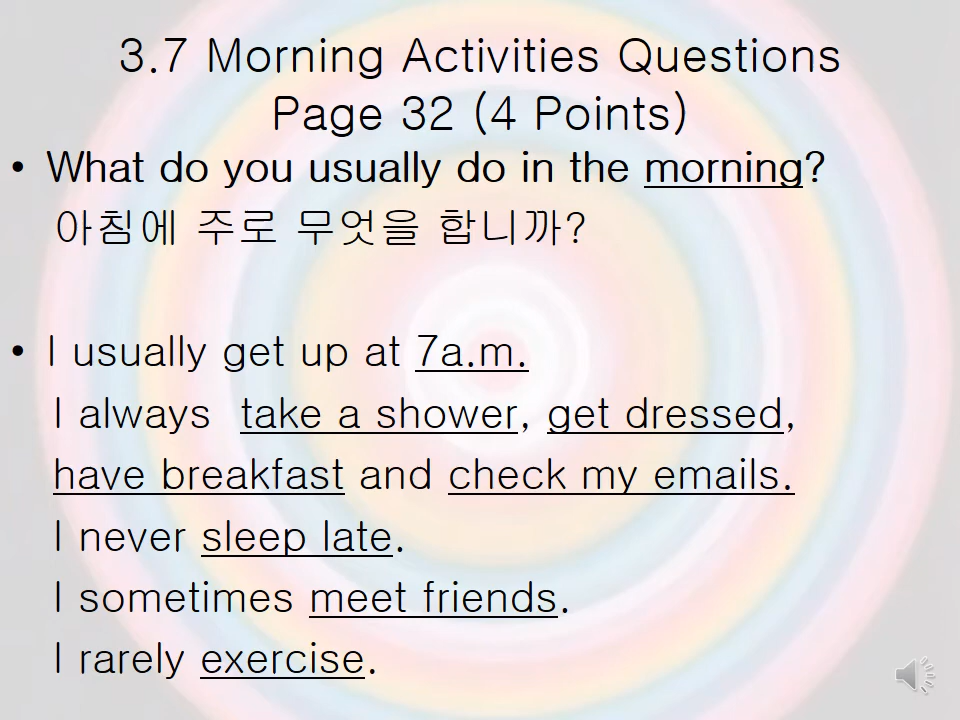 3.7 Morning Activities Questions
Page 32 (4 Points)
• What do you usually do in the morning?
아침에 주로 무엇을 합니까?
• I usually get up at 7a.m.
I always  take a shower, get dressed,
have breakfast and check my emails.
I never sleep late.
I sometimes meet friends.
I rarely exercise.